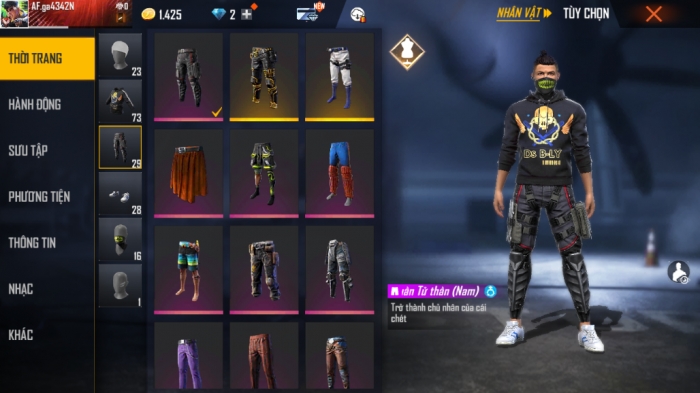 AF.ga4342N
0
1.425
2
NEW
NHÂN VẬT
TÙY CHỌN
THỜI TRANG
HÀNH ĐỘNG
SƯU TẬP
PHƯƠNG TIỆN
THÔNG TIN
NHẠC
KHÁC
23
73
29
28
16
1
Ds B-LY
Tử thần (Nam)
Trở thành chủ nhân của cái
chết